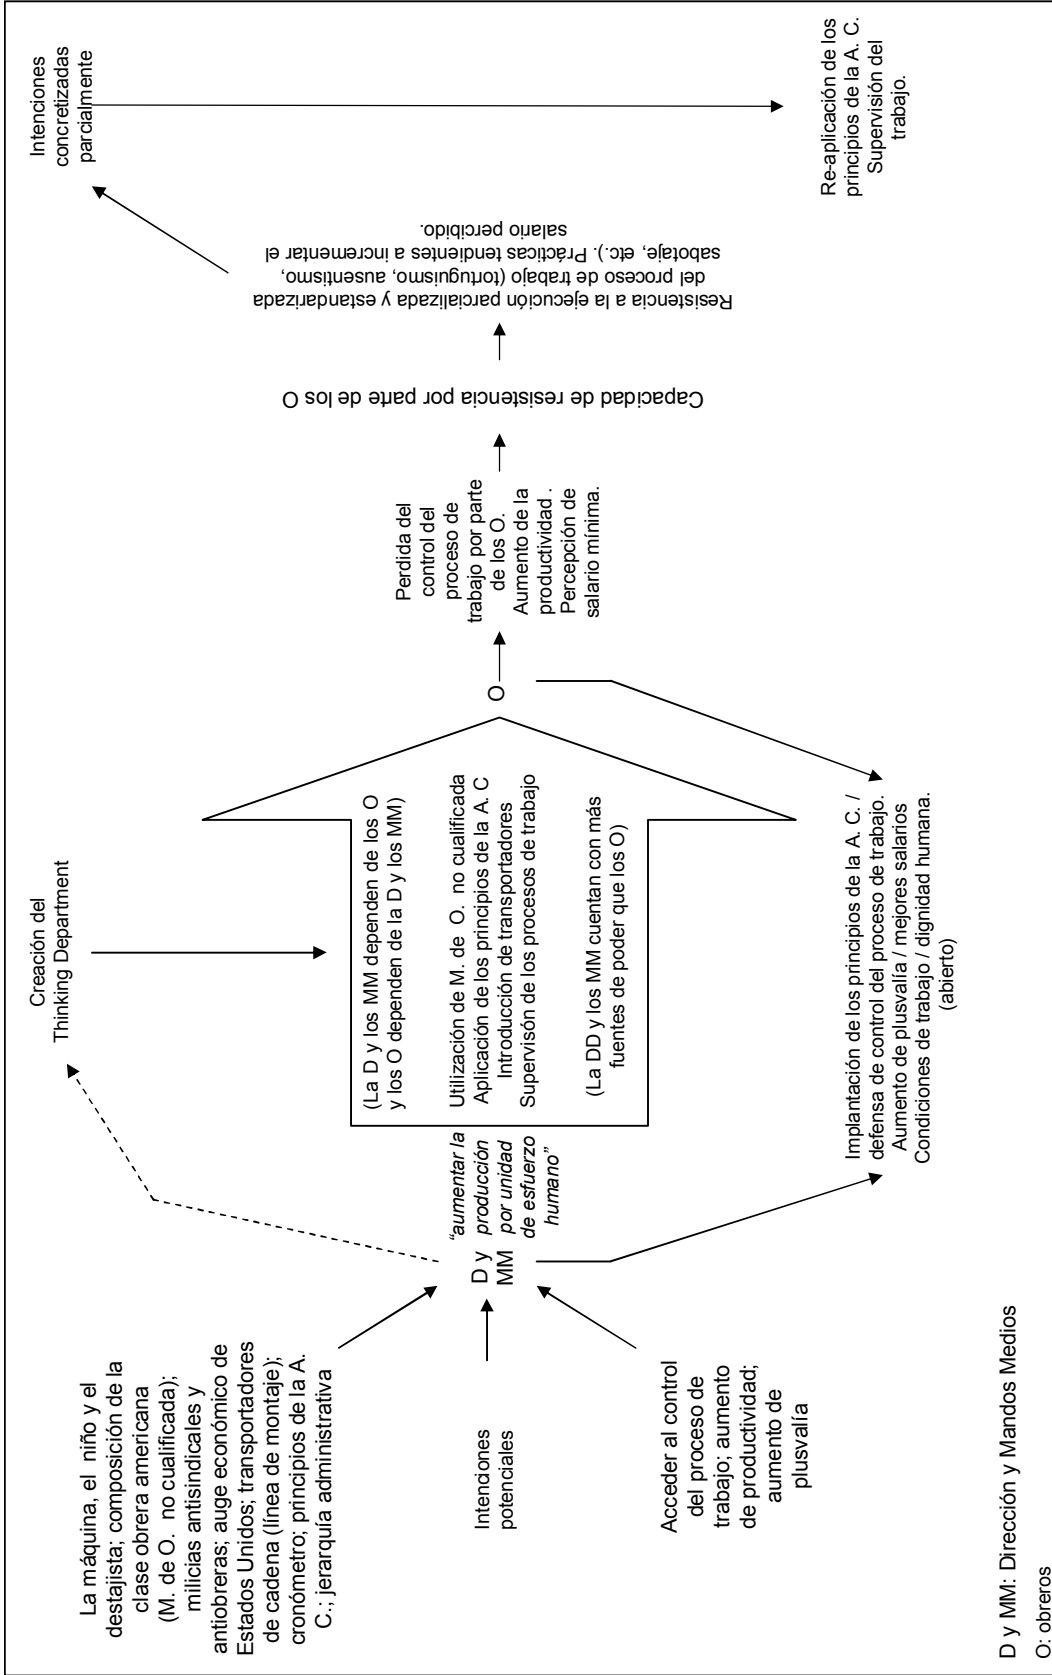 La máquina, el niño y el
destajista; composición de la
clase obrera americana
(M. de O. no cualificada);
milicias antisindicales y
antiobreras; auge económico de
Estados Unidos; transportadores
de cadena (línea de montaje);
cronómetro; principios de la A.
C.; jerarquía administrativa
Intenciones
potenciales
Acceder al control
del proceso de
trabajo; aumento
de productividad;
aumento de
plusvalía
D y
MM
“aumentar la
producción
por unidad
de esfuerzo
humano”
Creación del
Thinking Department
(La D y los MM dependen de los O
y los O dependen de la D y los MM)
Utilización de M. de O. no cualificada
Aplicación de los principios de la A. C
Introducción de transportadores
Supervisón de los procesos de trabajo
(La DD y los MM cuentan con más
fuentes de poder que los O)
O
Implantación de los principios de la A. C. /
defensa de control del proceso de trabajo.
Aumento de plusvalía / mejores salarios
Condiciones de trabajo / dignidad humana.
(abierto)
Perdida del
control del
proceso de
trabajo por parte
de los O.
Aumento de la
productividad .
Percepción de
salario mínima.
Capacidad de resistencia por parte de los O
Resistencia a la ejecución parcializada y estandarizada
del proceso de trabajo (tortuguismo, ausentismo,
sabotaje, etc.). Prácticas tendientes a incrementar el
salario percibido.
Intenciones
concretizadas
parcialmente
Re-aplicación de los
principios de la A. C.
Supervisión del
trabajo.
D y MM: Dirección y Mandos Medios
O: obreros